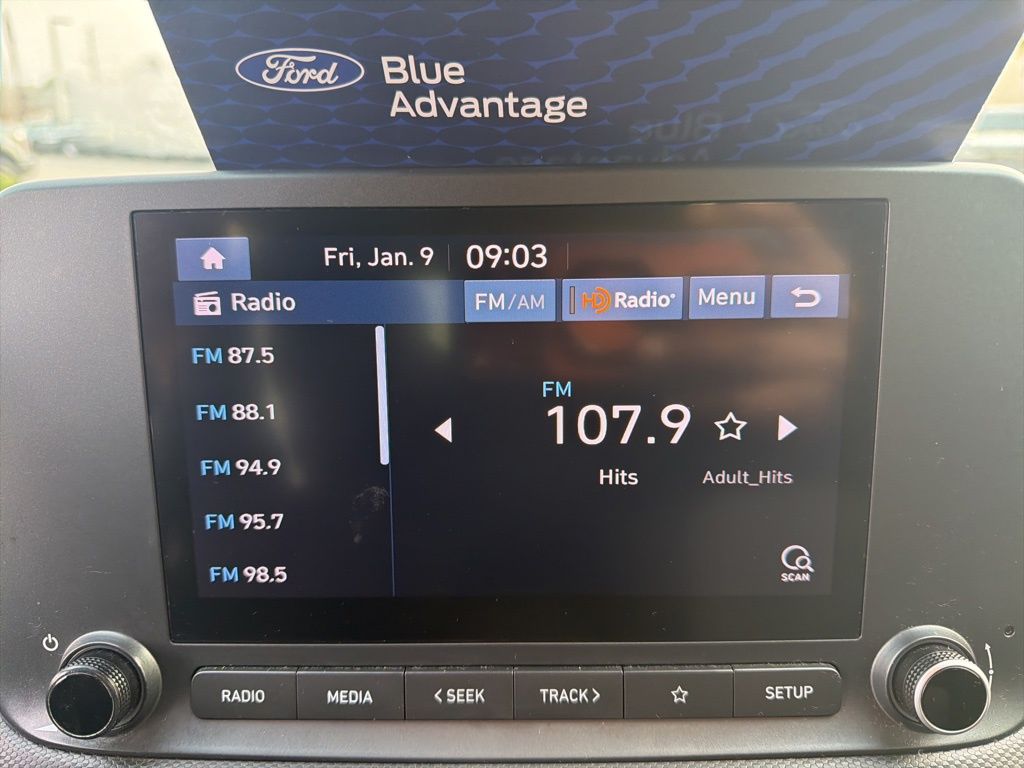 Ford Blue
Advantage
Fri, Jan. 9 09:03
Radio FM/AM HD Radio® Menu
FM 87.5
FM 88.1
FM 94.9
FM 95.7
FM 98.5
FM
107.9
Hits Adult_Hits
SCAN
RADIO MEDIA < SEEK TRACK > SETUP